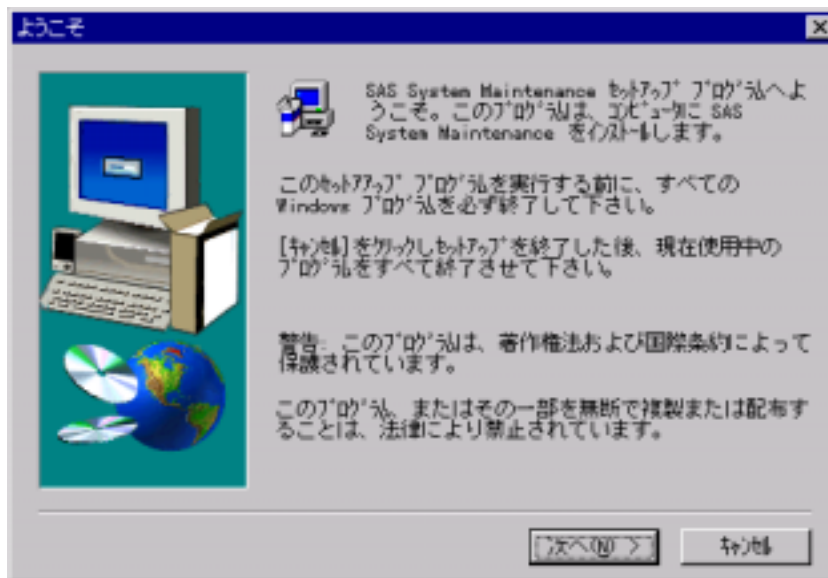 ようこそ
SAS System Maintenance ｾｯﾄｱｯﾌﾟ ﾌﾟﾛｸﾞﾗﾑへよ
うこそ。このﾌﾟﾛｸﾞﾗﾑは、ｺﾝﾋﾟｭｰﾀに SAS
System Maintenance をｲﾝｽﾄｰﾙします。
このｾｯﾄｱｱｯﾌﾟ ﾌﾟﾛｸﾞﾗﾑを実行する前に、すべての
Windows ﾌﾟﾛｸﾞﾗﾑを必ず終了して下さい。
[ｷｬﾝｾﾙ]をｸﾘｯｸしｾｯﾄｱｯﾌﾟを終了した後、現在使用中の
ﾌﾟﾛｸﾞﾗﾑをすべて終了させて下さい。
警告: このﾌﾟﾛｸﾞﾗﾑは、著作権法および国際条約によって
保護されています。
このﾌﾟﾛｸﾞﾗﾑ、またはその一部を無断で複製または配布す
ることは、法律により禁止されています。
次へ(N) >
ｷｬﾝｾﾙ